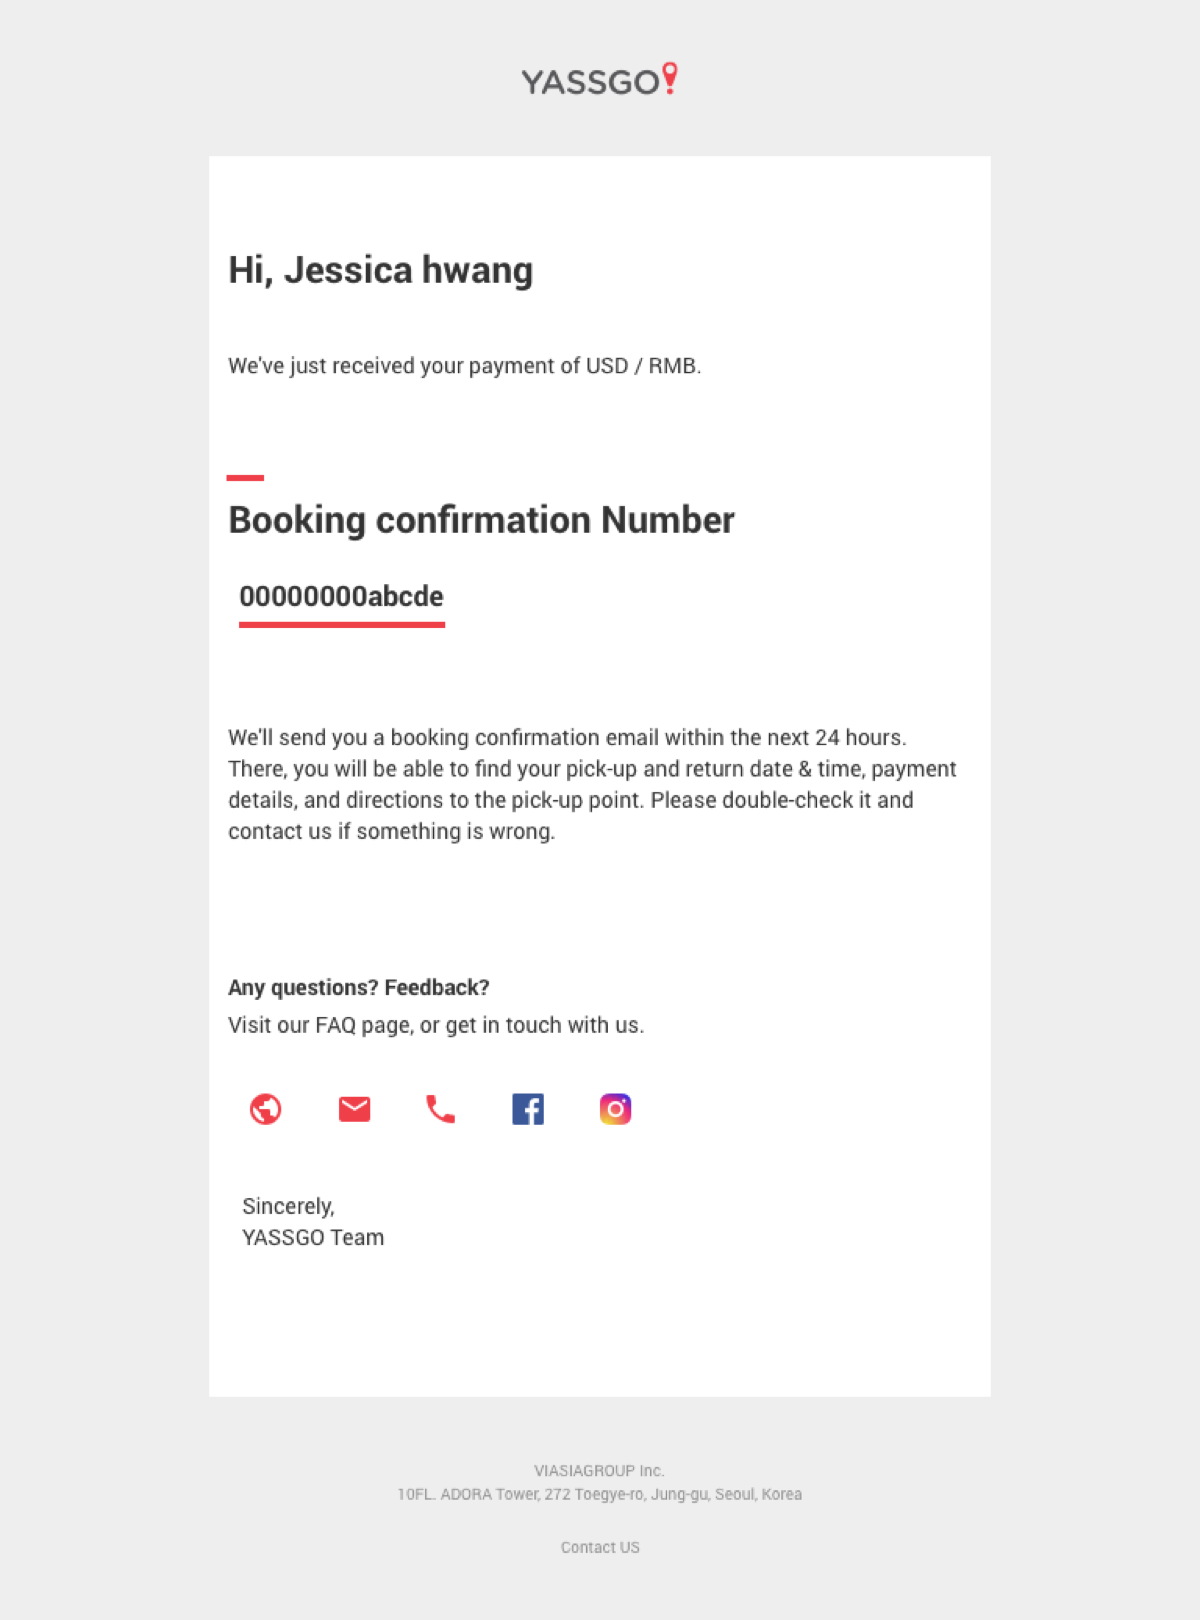 YASSGO
Hi, Jessica hwang
We've just received your payment of USD / RMB.
Booking confirmation Number
00000000abcde
We'll send you a booking confirmation email within the next 24 hours.
There, you will be able to find your pick-up and return date & time, payment
details, and directions to the pick-up point. Please double-check it and
contact us if something is wrong.
Any questions? Feedback?
Visit our FAQ page, or get in touch with us.
Sincerely,
YASSGO Team
VIASIAGROUP Inc.
10FL. ADORA Tower, 272 Toegye-ro, Jung-gu, Seoul, Korea
Contact US